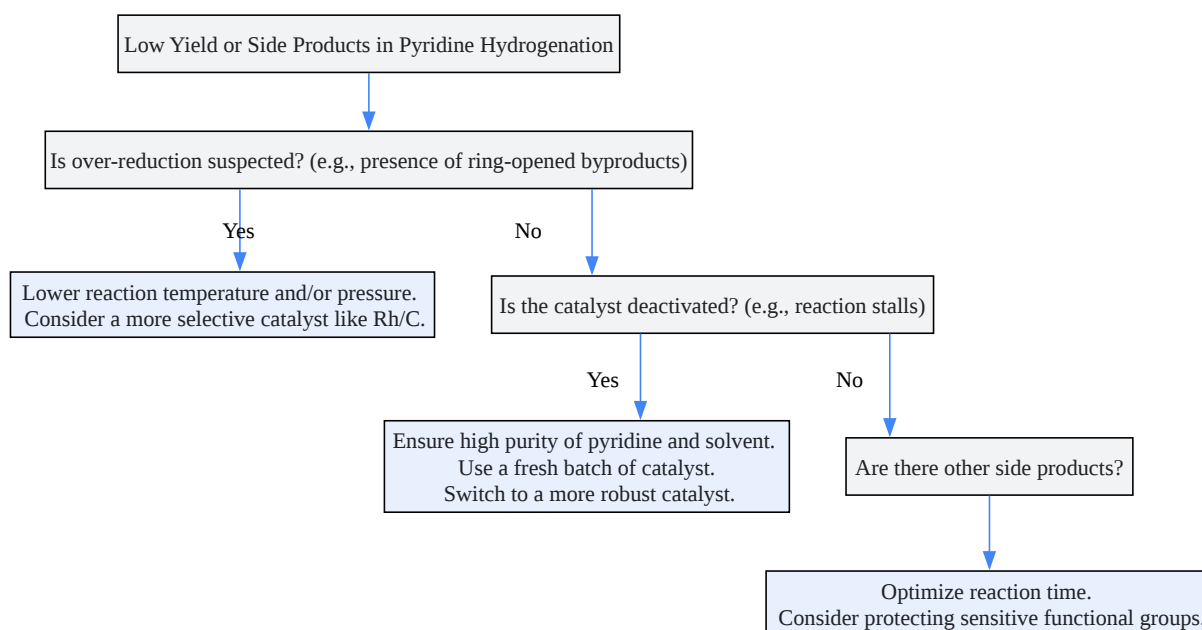 Low Yield or Side Products in Pyridine Hydrogenation
Is over-reduction suspected? (e.g., presence of ring-opened byproducts)
Yes
No
Lower reaction temperature and/or pressure.
Consider a more selective catalyst like Rh/C.
Is the catalyst deactivated? (e.g., reaction stalls)
Yes
No
Ensure high purity of pyridine and solvent.
Use a fresh batch of catalyst.
Switch to a more robust catalyst.
Are there other side products?
Optimize reaction time.
Consider protecting sensitive functional groups.